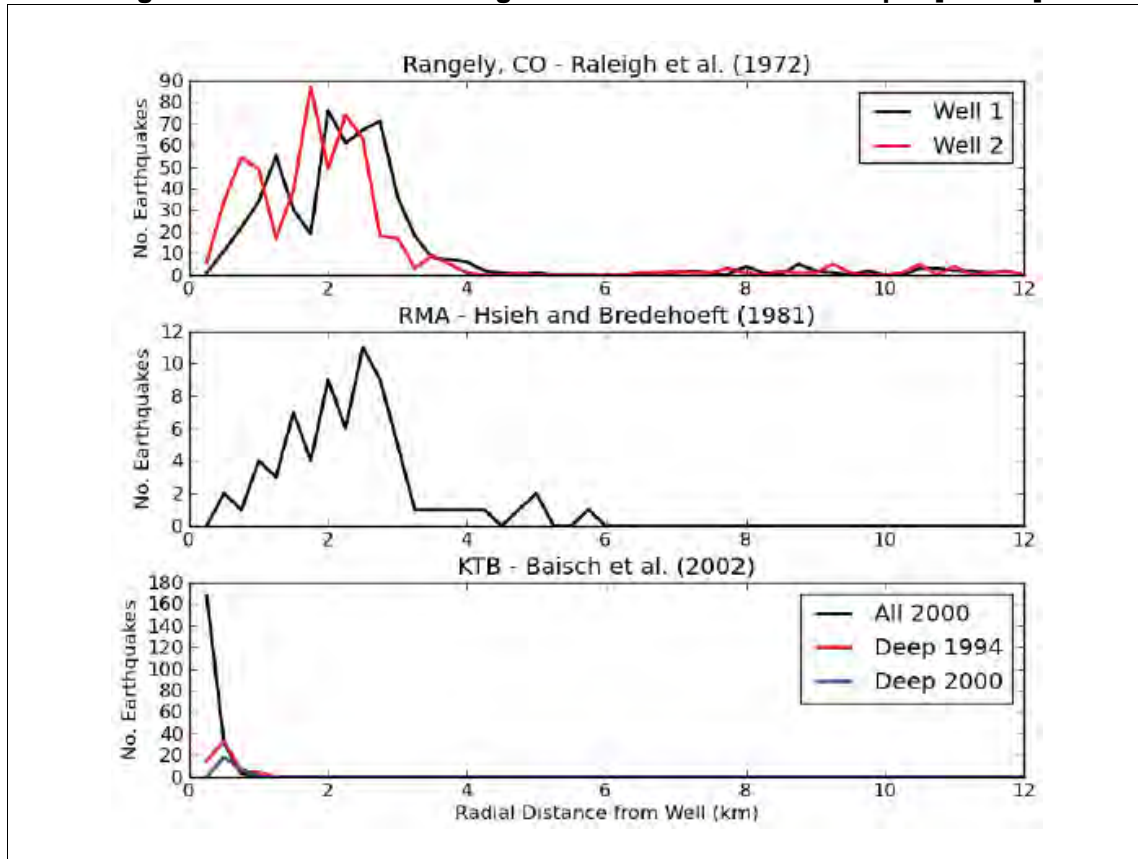 Rangely, CO - Raleigh et al. (1972)
No. Earthquakes
90
80
70
60
50
40
30
20
10
0
Well 1
Well 2
0 2 4 6 8 10 12
RMA - Hsieh and Bredehoeft (1981)
No. Earthquakes
12
10
8
6
4
2
0
0 2 4 6 8 10 12
KTB - Baisch et al. (2002)
No. Earthquakes
180
160
140
120
100
80
60
40
20
0
All 2000
Deep 1994
Deep 2000
0 2 4 6 8 10 12
Radial Distance from Well (km)